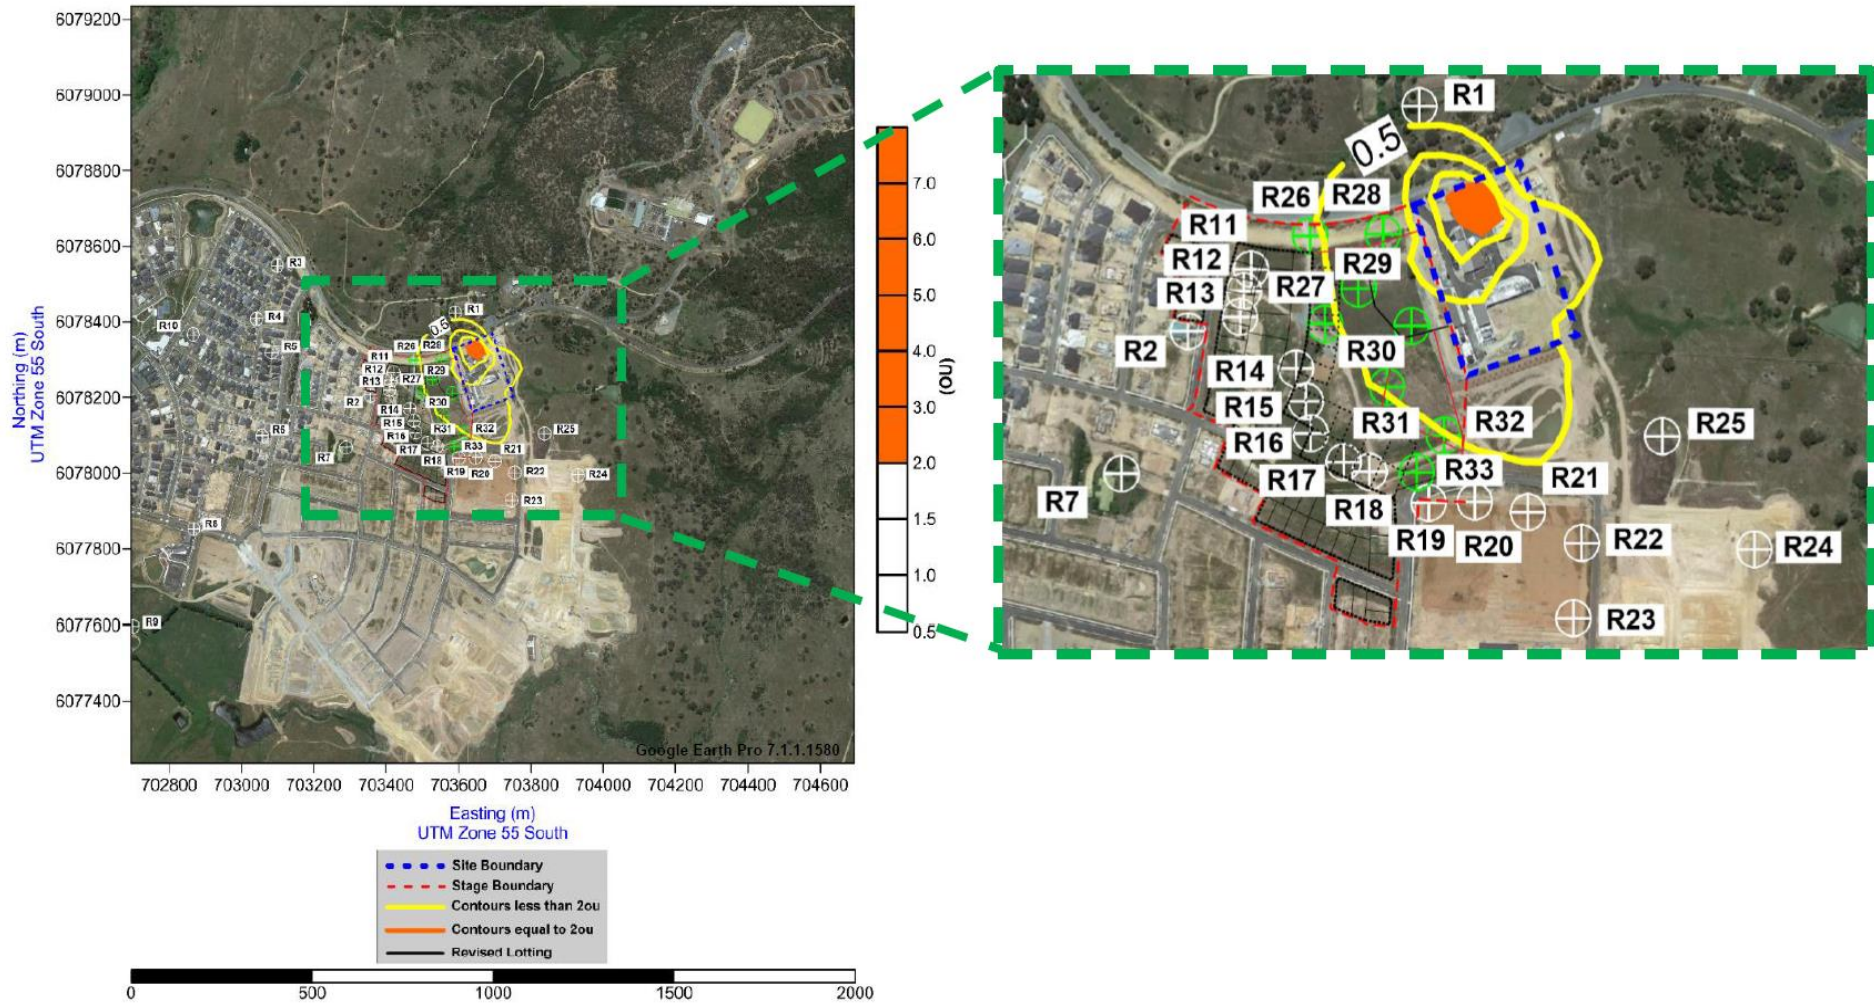 6079200
6079000
6078800
6078600
6078400
6078200
6078000
6077800
6077600
6077400
Northing (m)
UTM Zone 55 South
702800 703000 703200 703400 703600 703800 704000 704200 704400 704600
Easting (m)
UTM Zone 55 South
R3
R10
R4
R5
R1
0.5
R11
R26
R28
R12
R13
R27
R29
R2
R14
R30
R15
R31
R32
R16
R6
R7
R17
R33
R25
R21
R18
R19
R20
R22
R24
R23
R8
R9
Google Earth Pro 7.1.1.1580
7.0
6.0
5.0
4.0
3.0
2.0
1.5
1.0
0.5
(OU)
R1
0.5
R26
R28
R11
R12
R29
R13
R27
R2
R30
R14
R15
R31
R32
R25
R16
R33
R21
R7
R17
R18
R19
R20
R22
R24
R23
Site Boundary
Stage Boundary
Contours less than 2ou
Contours equal to 2ou
Revised Lotting
0 500 1000 1500 2000